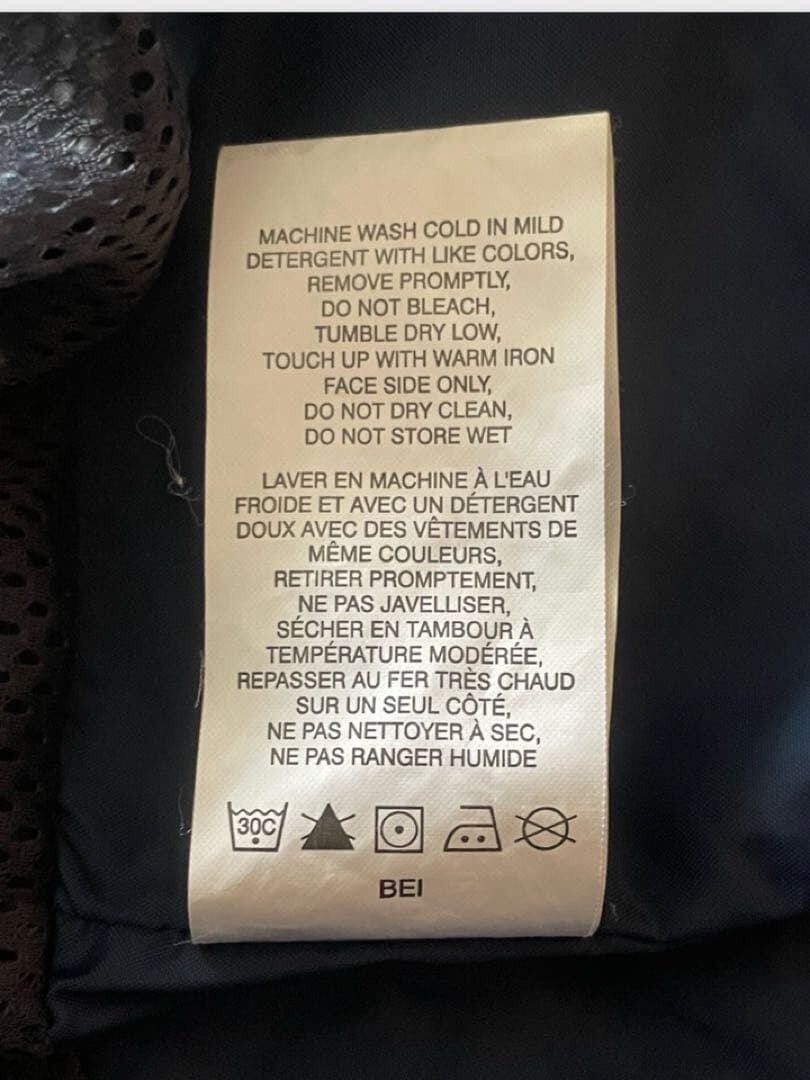 MACHINE WASH COLD IN MILD
DETERGENT WITH LIKE COLORS,
REMOVE PROMPTLY,
DO NOT BLEACH,
TUMBLE DRY LOW,
TOUCH UP WITH WARM IRON
FACE SIDE ONLY,
DO NOT DRY CLEAN,
DO NOT STORE WET
LAVER EN MACHINE À L'EAU
FROIDE ET AVEC UN DÉTERGENT
DOUX AVEC DES VÊTEMENTS DE
MÊME COULEURS,
RETIRER PROMPTEMENT,
NE PAS JAVELLISER,
SÉCHER EN TAMBOUR À
TEMPÉRATURE MODÉRÉE,
REPASSER AU FER TRÈS CHAUD
SUR UN SEUL CÔTÉ,
NE PAS NETTOYER À SEC,
NE PAS RANGER HUMIDE
30C
BEI